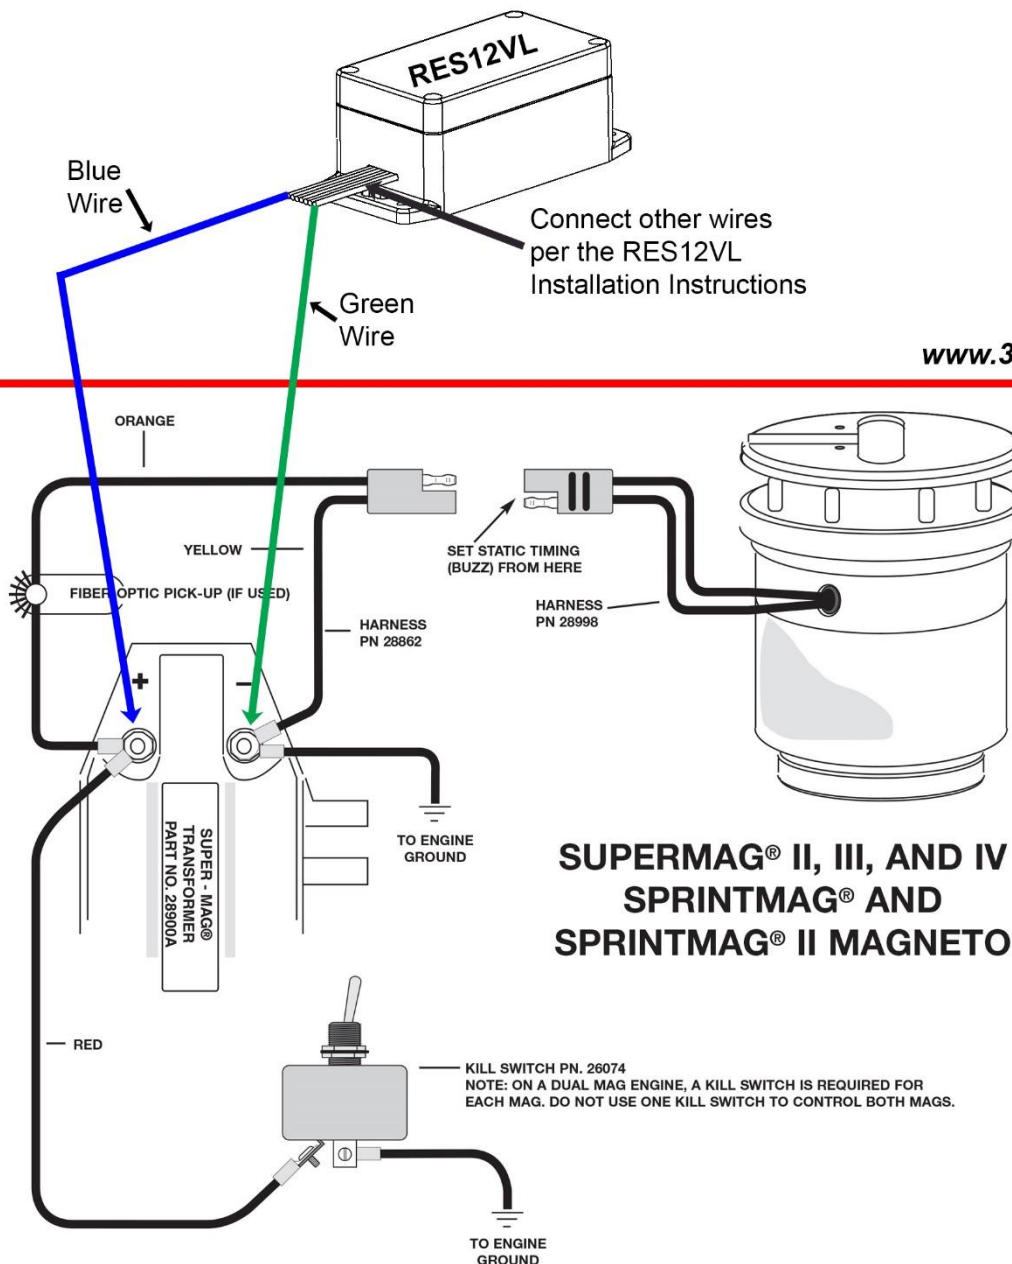 RES12VL
Blue
Wire
Connect other wires
per the RES12VL
Installation Instructions
Green
Wire
www.3
ORANGE
YELLOW
SET STATIC TIMING
(BUZZ) FROM HERE
FIBER OPTIC PICK-UP (IF USED)
HARNESS
PN 28862
HARNESS
PN 28998
+
–
SUPER - MAG®
TRANSFORMER
PART NO. 28900A
TO ENGINE
GROUND
SUPERMAG® II, III, AND IV
SPRINTMAG® AND
SPRINTMAG® II MAGNETO
RED
KILL SWITCH PN. 26074
NOTE: ON A DUAL MAG ENGINE, A KILL SWITCH IS REQUIRED FOR
EACH MAG. DO NOT USE ONE KILL SWITCH TO CONTROL BOTH MAGS.
TO ENGINE
GROUND